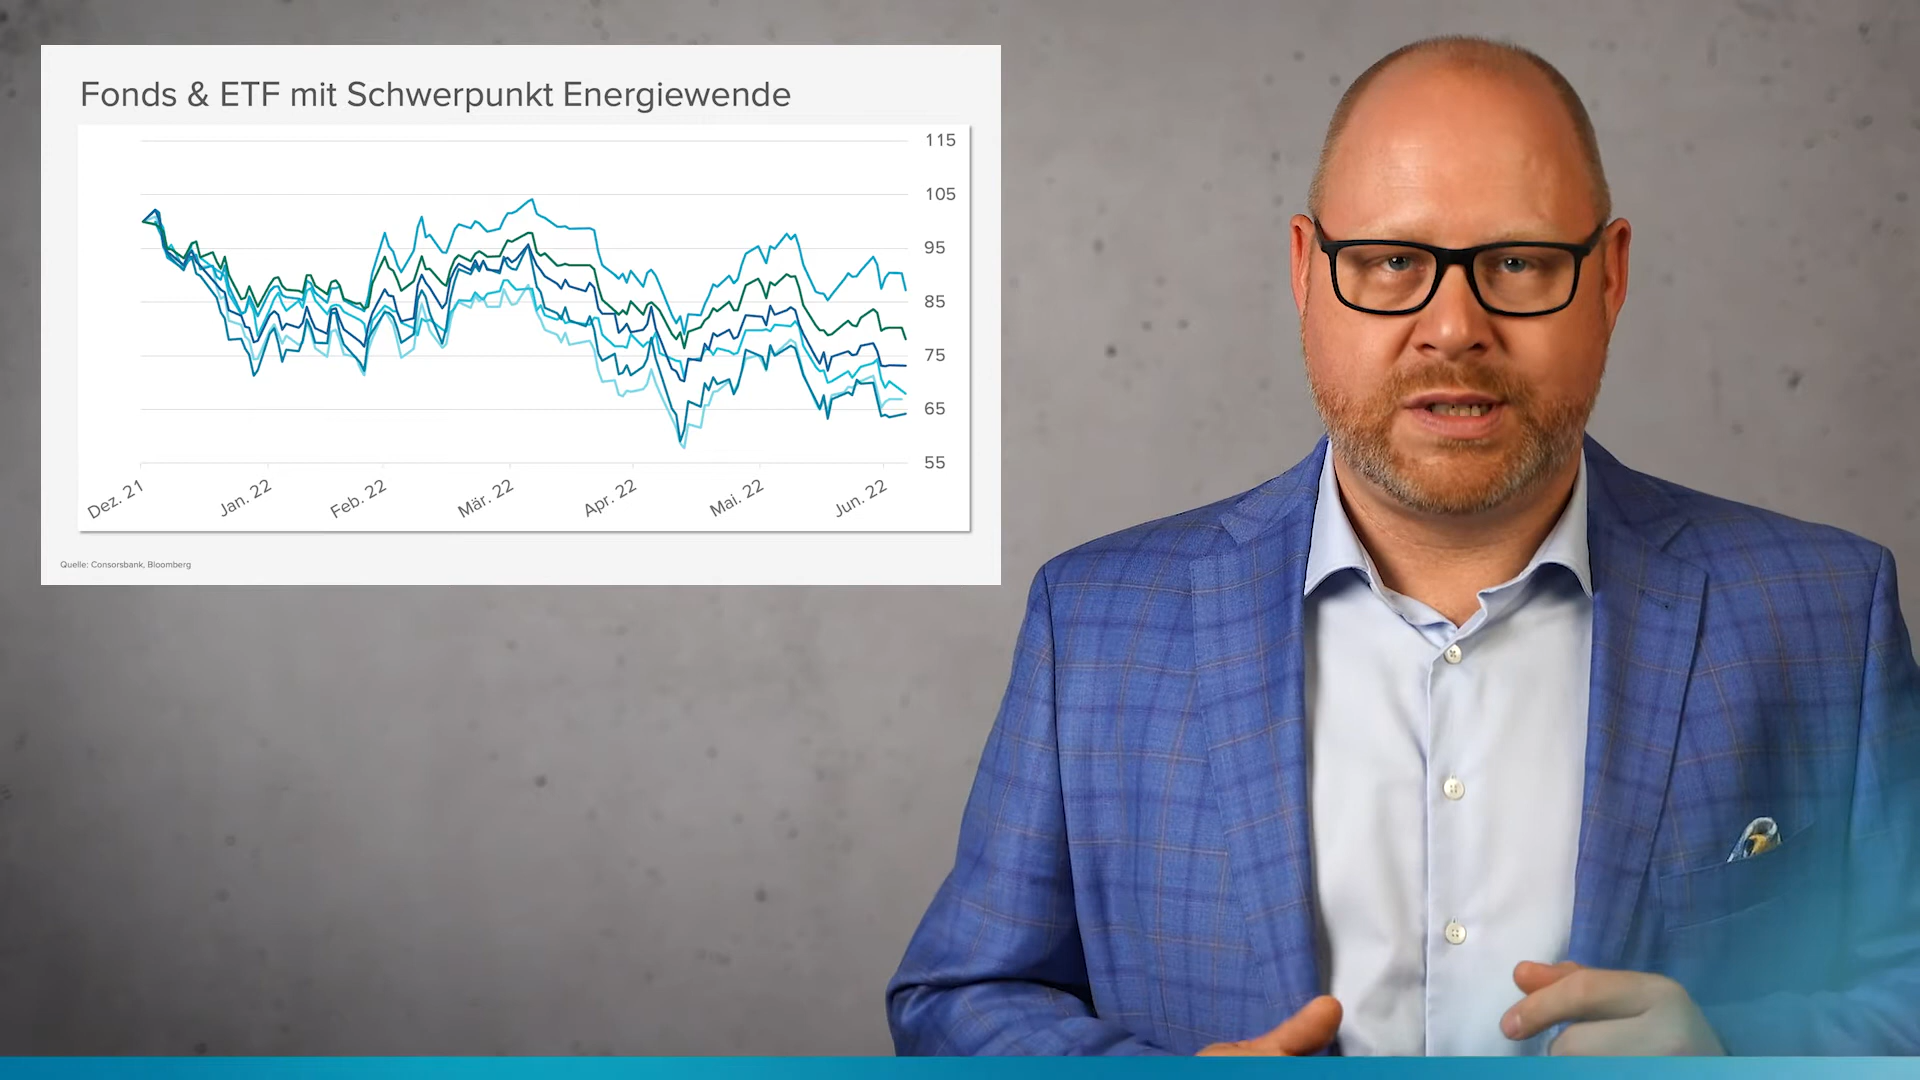 Fonds & ETF mit Schwerpunkt Energiewende
115
105
95
85
75
65
55
Dez. 21
Jan. 22
Feb. 22
Mär. 22
Apr. 22
Mai. 22
Jun. 22
Quelle: Consorsbank, Bloomberg